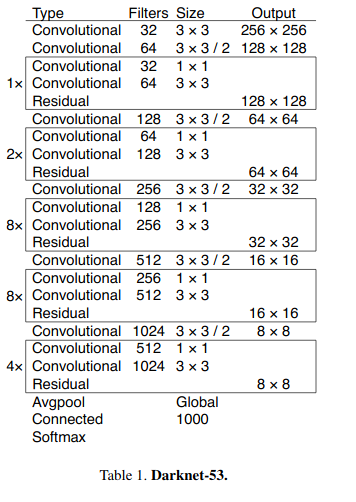 Type Filters Size Output
Convolutional 32 3 × 3 256 × 256
Convolutional 64 3 × 3 / 2 128 × 128
Convolutional 32 1 × 1
1× Convolutional 64 3 × 3
Residual 128 × 128
Convolutional 128 3 × 3 / 2 64 × 64
Convolutional 64 1 × 1
2× Convolutional 128 3 × 3
Residual 64 × 64
Convolutional 256 3 × 3 / 2 32 × 32
Convolutional 128 1 × 1
8× Convolutional 256 3 × 3
Residual 32 × 32
Convolutional 512 3 × 3 / 2 16 × 16
Convolutional 256 1 × 1
8× Convolutional 512 3 × 3
Residual 16 × 16
Convolutional 1024 3 × 3 / 2 8 × 8
Convolutional 512 1 × 1
4× Convolutional 1024 3 × 3
Residual 8 × 8
Avgpool Global
Connected 1000
Softmax
Table 1. Darknet-53.